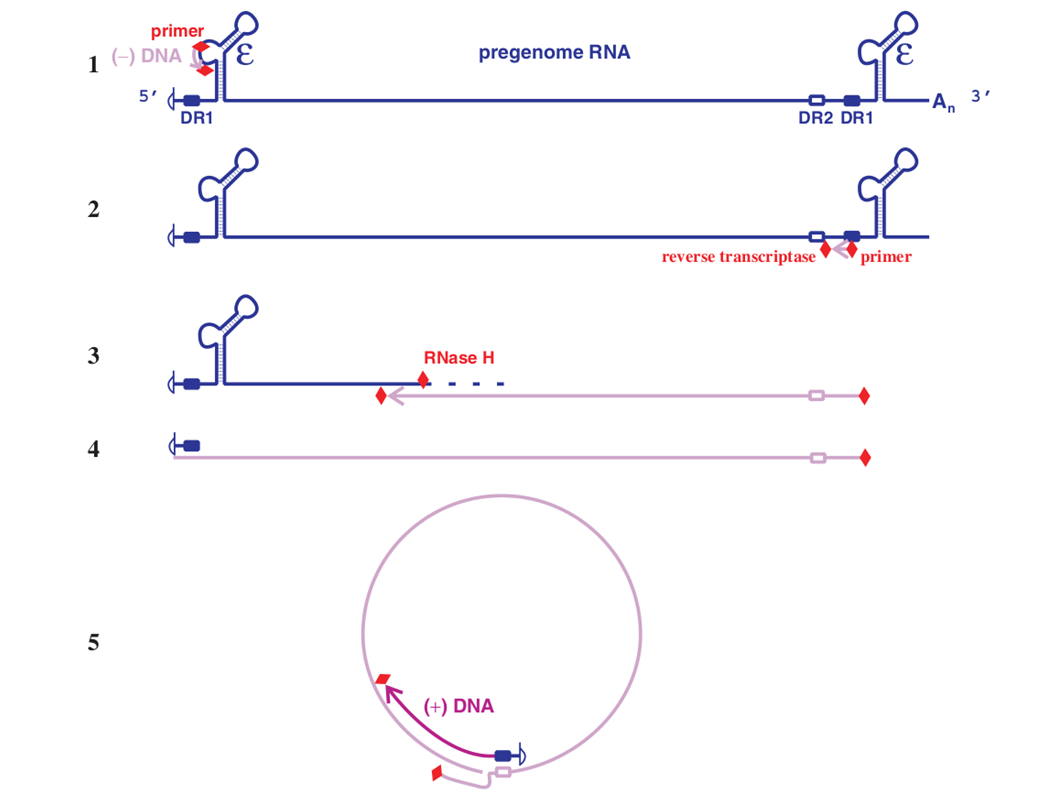 primer
(–) DNA
ε
pregenome RNA
ε
1
5′
An
3′
DR1
DR2
DR1
2
reverse transcriptase
primer
3
RNase H
4
5
(+) DNA